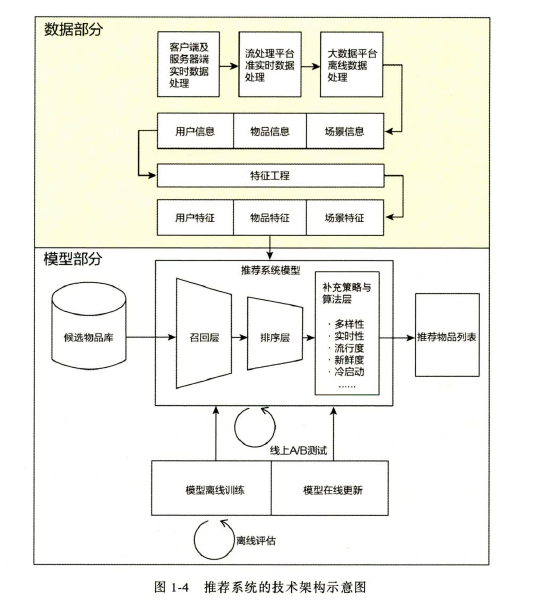 数据部分
客户端及
服务器端
实时数据
处理
流处理平台
准实时数据
处理
大数据平台
离线数据
处理
用户信息
物品信息
场景信息
特征工程
用户特征
物品特征
场景特征
模型部分
推荐系统模型
候选物品库
召回层
排序层
补充策略与
算法层
·多样性
·实时性
·流行度
·新鲜度
·冷启动
……
推荐物品列表
线上A/B测试
模型离线训练
模型在线更新
离线评估
图 1-4 推荐系统的技术架构示意图